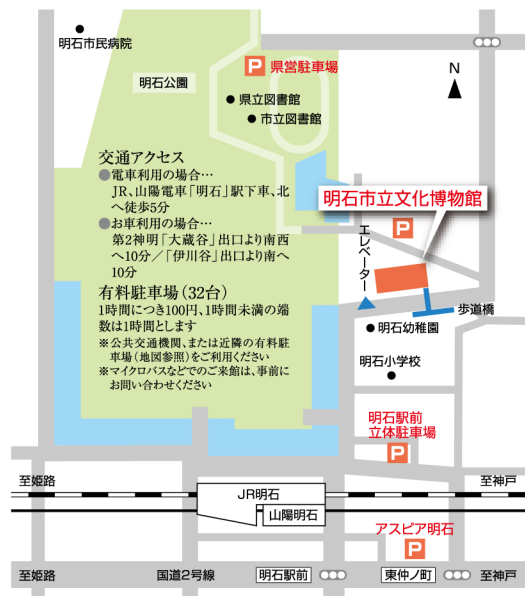 明石市民病院
P 県営駐車場
明石公園
県立図書館
市立図書館
N
交通アクセス
●電車利用の場合…
JR、山陽電車「明石」駅下車、北
へ徒歩5分
●お車利用の場合…
第2神明「大蔵谷」出口より南西
へ10分／「伊川谷」出口より南へ
10分
有料駐車場（32台）
1時間につき100円、1時間未満の端
数は1時間とします
※公共交通機関、または近隣の有料駐
車場（地図参照）をご利用ください
※マイクロバスなどでのご来館は、事前に
お問い合わせください
明石市立文化博物館
P
エレベーター
歩道橋
明石幼稚園
明石小学校
明石駅前
立体駐車場
P
至姫路
至神戸
JR明石
山陽明石
アスピア明石
P
至姫路
国道2号線
明石駅前
東仲ノ町
至神戸